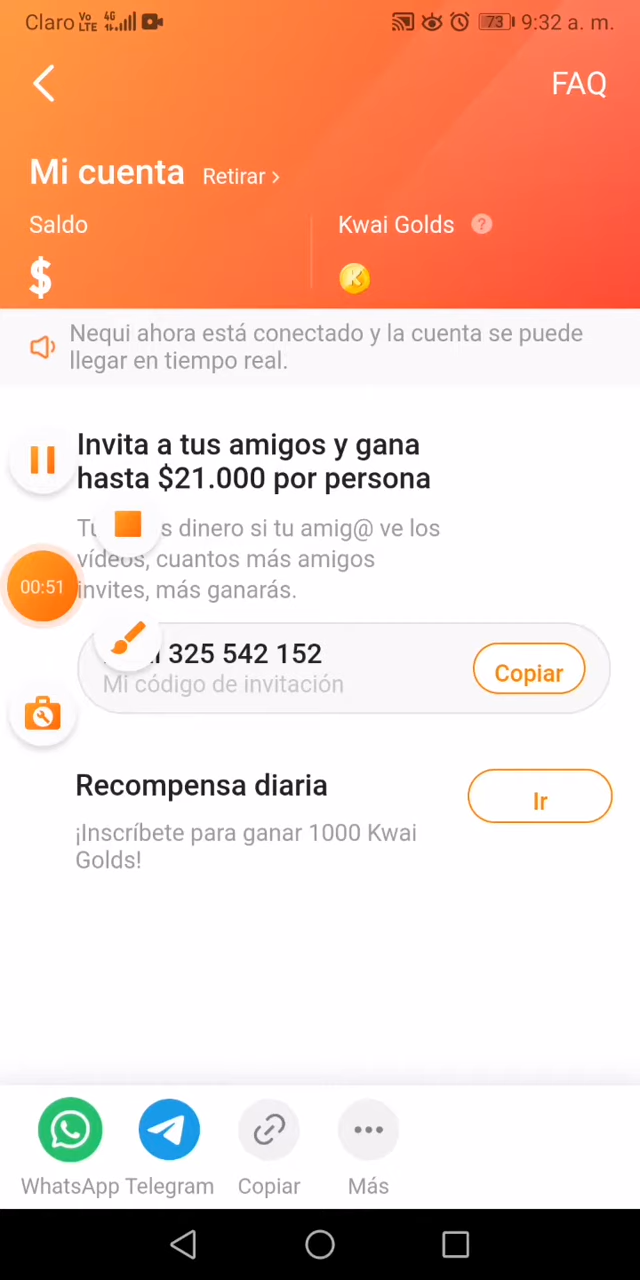 Claro VoLTE 4G 73 9:32 a. m.
FAQ
Mi cuenta Retirar >
Saldo
Kwai Golds ?
$
K
Nequi ahora está conectado y la cuenta se puede
llegar en tiempo real.
Invita a tus amigos y gana
hasta $21.000 por persona
s dinero si tu amig@ ve los
vídeos, cuantos más amigos
00:51
invites, más ganarás.
325 542 152
Mi código de invitación
Copiar
Recompensa diaria
Ir
¡Inscríbete para ganar 1000 Kwai
Golds!
WhatsApp Telegram Copiar Más